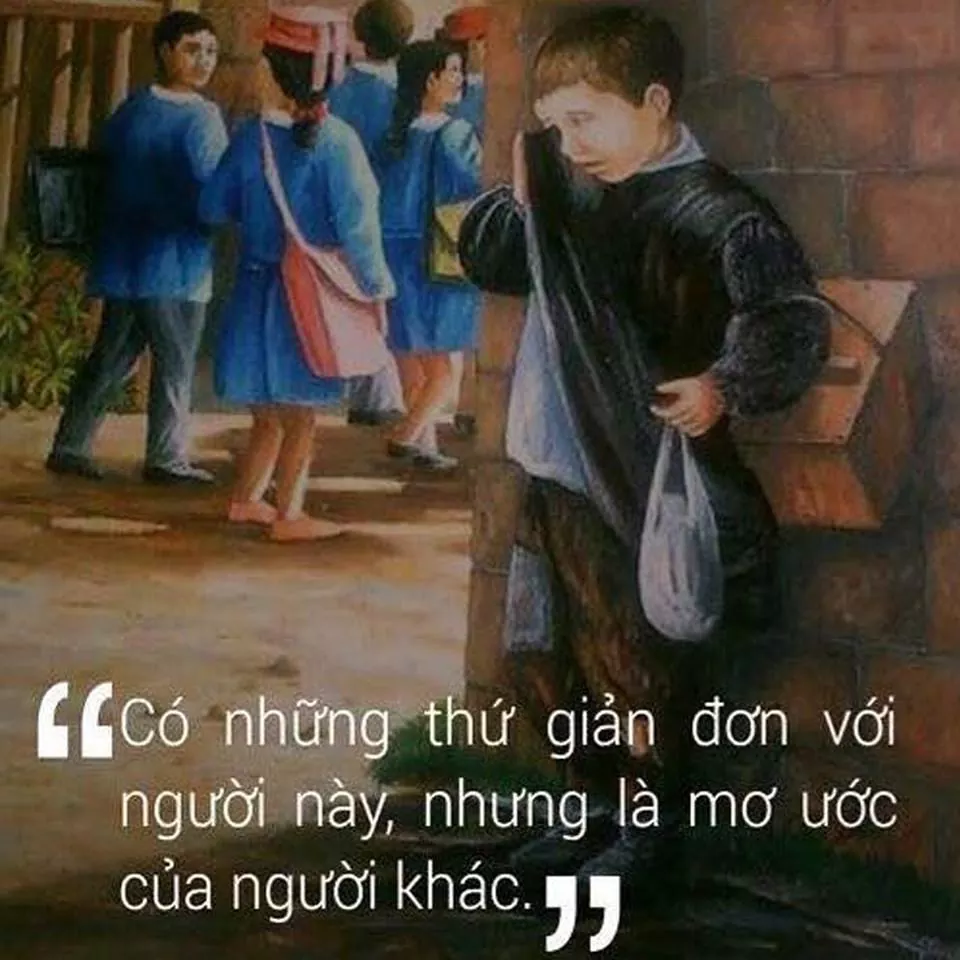 “Có những thứ giản đơn với
người này, nhưng là mơ ước
của người khác.”